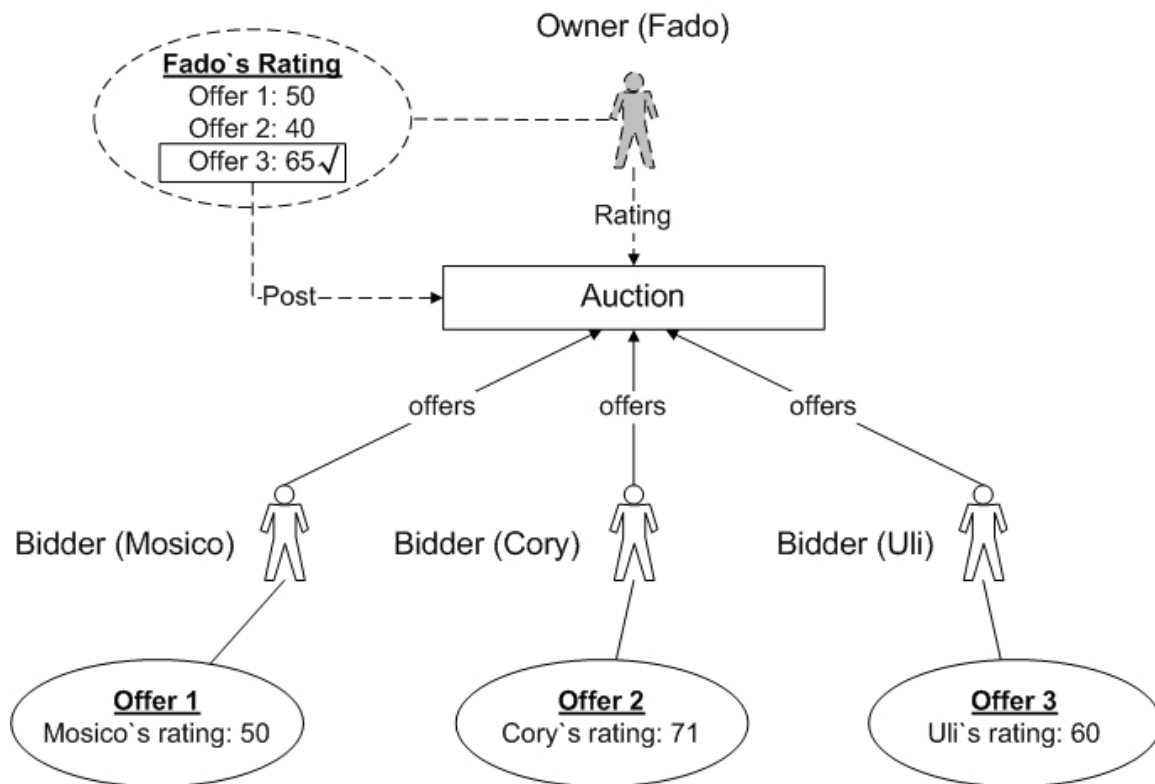 Owner (Fado)
Fado`s Rating
Offer 1: 50
Offer 2: 40
Offer 3: 65√
Rating
Post
Auction
offers
offers
offers
Bidder (Mosico)
Bidder (Cory)
Bidder (Uli)
Offer 1
Mosico`s rating: 50
Offer 2
Cory`s rating: 71
Offer 3
Uli`s rating: 60